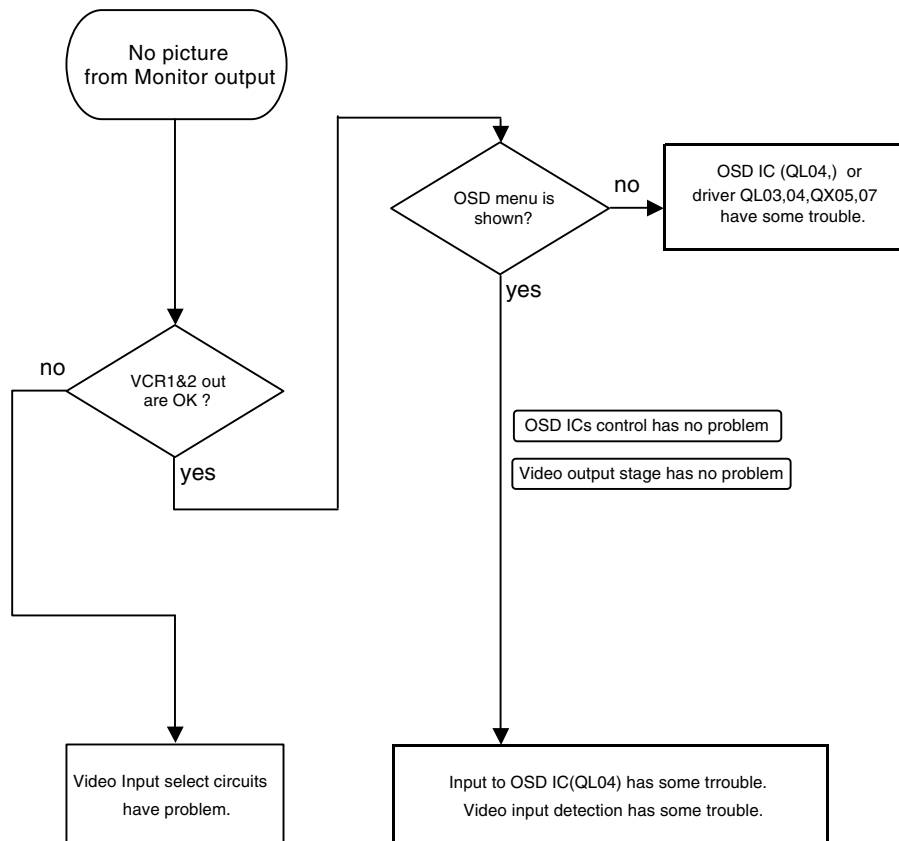 No picture
from Monitor output
VCR1&2 out
are OK ?
no
yes
Video Input select circuits
have problem.
OSD menu is
shown?
no
OSD IC (QL04,) or
driver QL03,04,QX05,07
have some trouble.
yes
OSD ICs control has no problem
Video output stage has no problem
Input to OSD IC(QL04) has some trrouble.
Video input detection has some trouble.